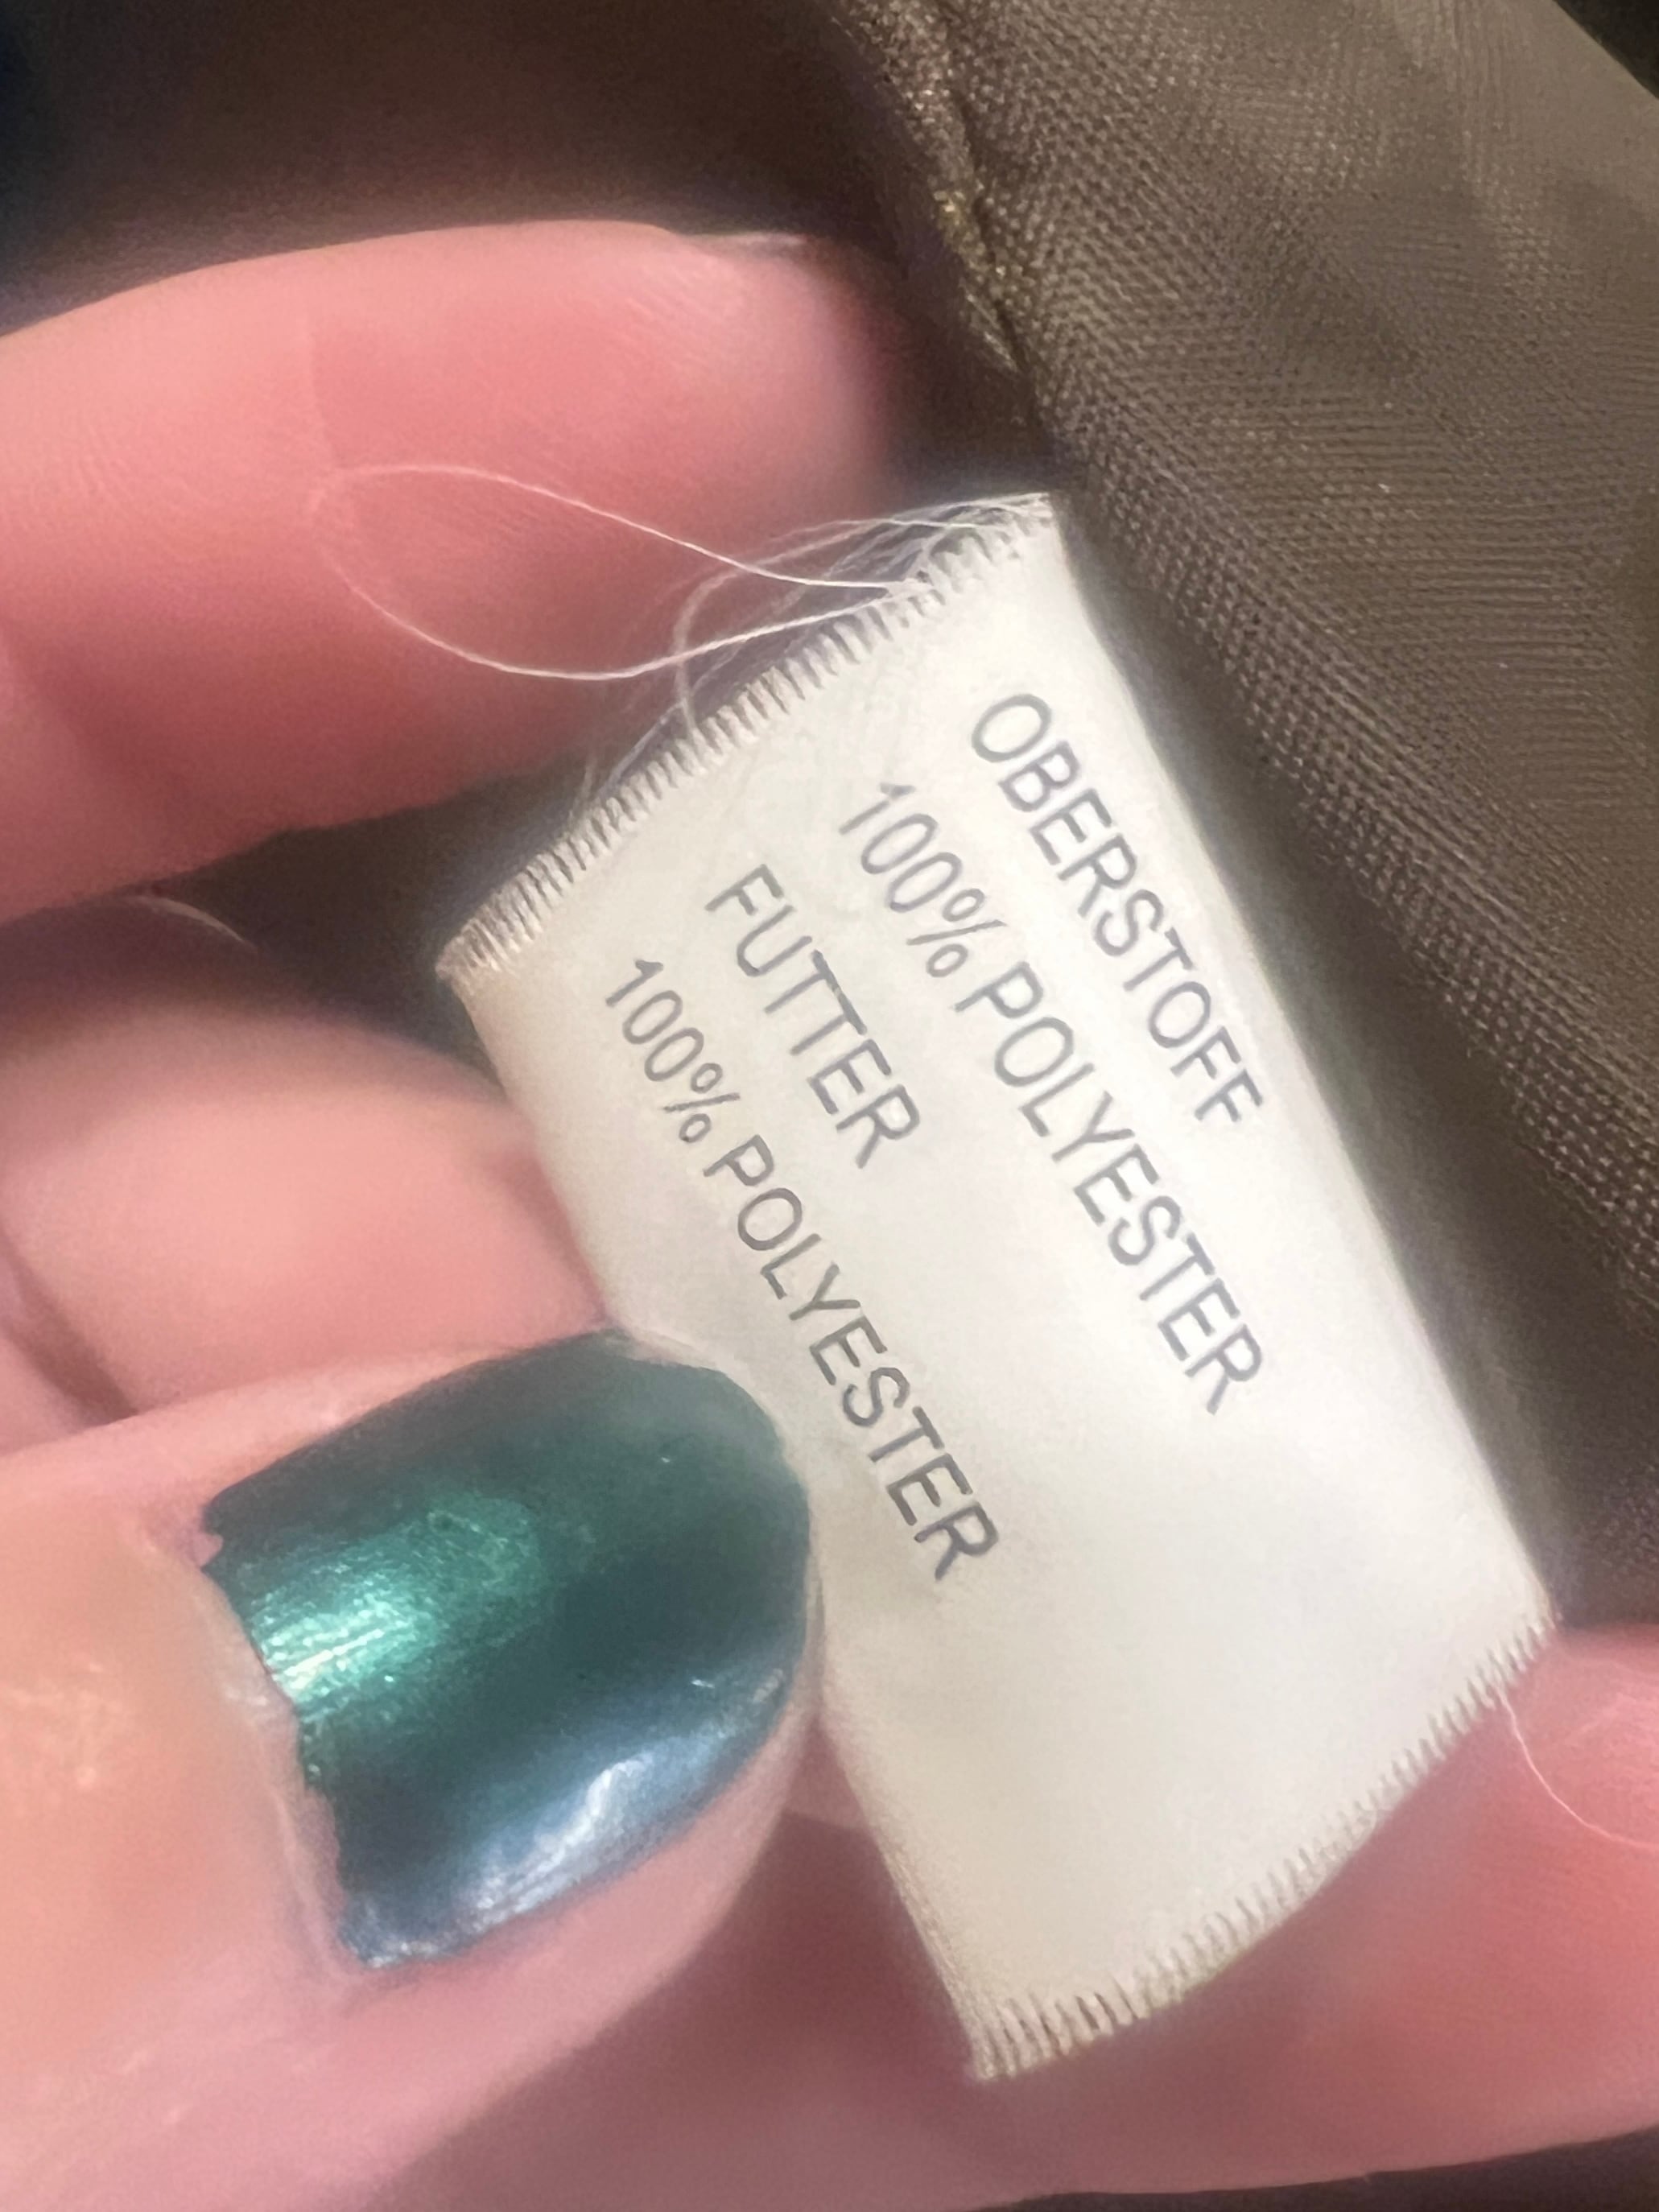 OBERSTOFF
100% POLYESTER
FUTTER
100% POLYESTER